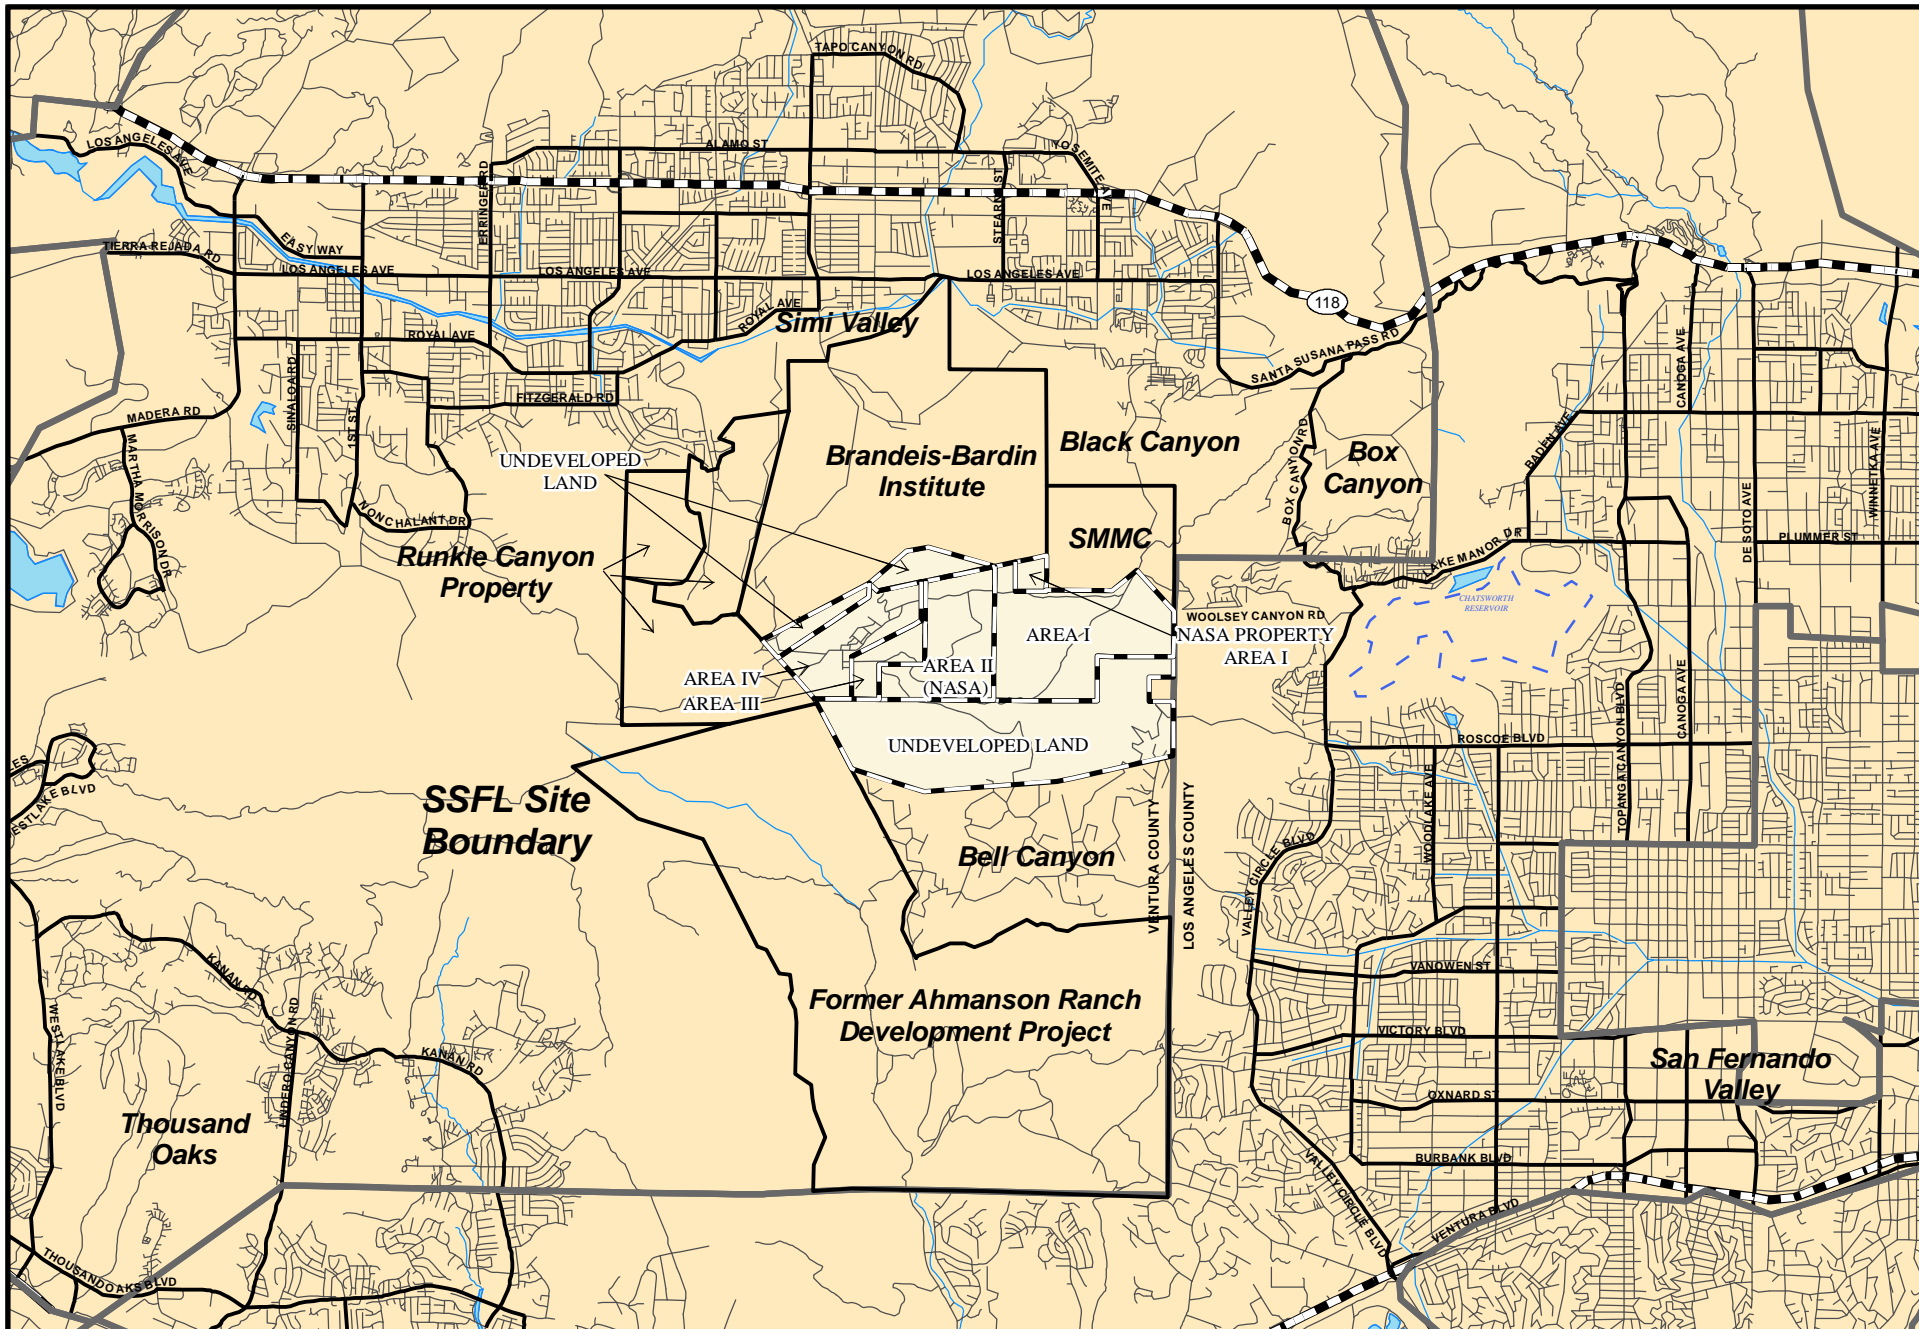 TAPO CANYON RD
LOS ANGELES AVE
ALAMO ST
YOSEMITE AVE
ERRINGER RD
STEARNS ST
TIERRA REJADA RD
EASY WAY
LOS ANGELES AVE
LOS ANGELES AVE
LOS ANGELES AVE
118
ROYAL AVE
Simi Valley
ROYAL AVE
SANTA SUSANA PASS RD
CANOGA AVE
SINALOA RD
1ST ST
FITZGERALD RD
MADERA RD
MARTHA MORRISON DR
NONCHALANT DR
UNDEVELOPED
LAND
Brandeis-Bardin
Institute
Black Canyon
BOX CANYON RD
Box
Canyon
BADEN AVE
WINNETKA AVE
DE SOTO AVE
PLUMMER ST
SMMC
LAKE MANOR DR
Runkle Canyon
Property
CHATSWORTH
RESERVOIR
WOOLSEY CANYON RD
AREA I
NASA PROPERTY
AREA I
AREA IV
AREA III
AREA II
(NASA)
UNDEVELOPED LAND
CANOGA AVE
TOPANGA CANYON BLVD
ROSCOE BLVD
WOODLAKE AVE
ES
ESTLAKE BLVD
SSFL Site
Boundary
Bell Canyon
VENTURA COUNTY
LOS ANGELES COUNTY
VALLEY CIRCLE BLVD
KANAN RD
VANOWEN ST
Former Ahmanson Ranch
Development Project
WESTLAKE BLVD
LINDERO CANYON RD
KANAN RD
VICTORY BLVD
San Fernando
Valley
OXNARD ST
Thousand
Oaks
BURBANK BLVD
VALLEY CIRCLE BLVD
VENTURA BLVD
THOUSAND OAKS BLVD